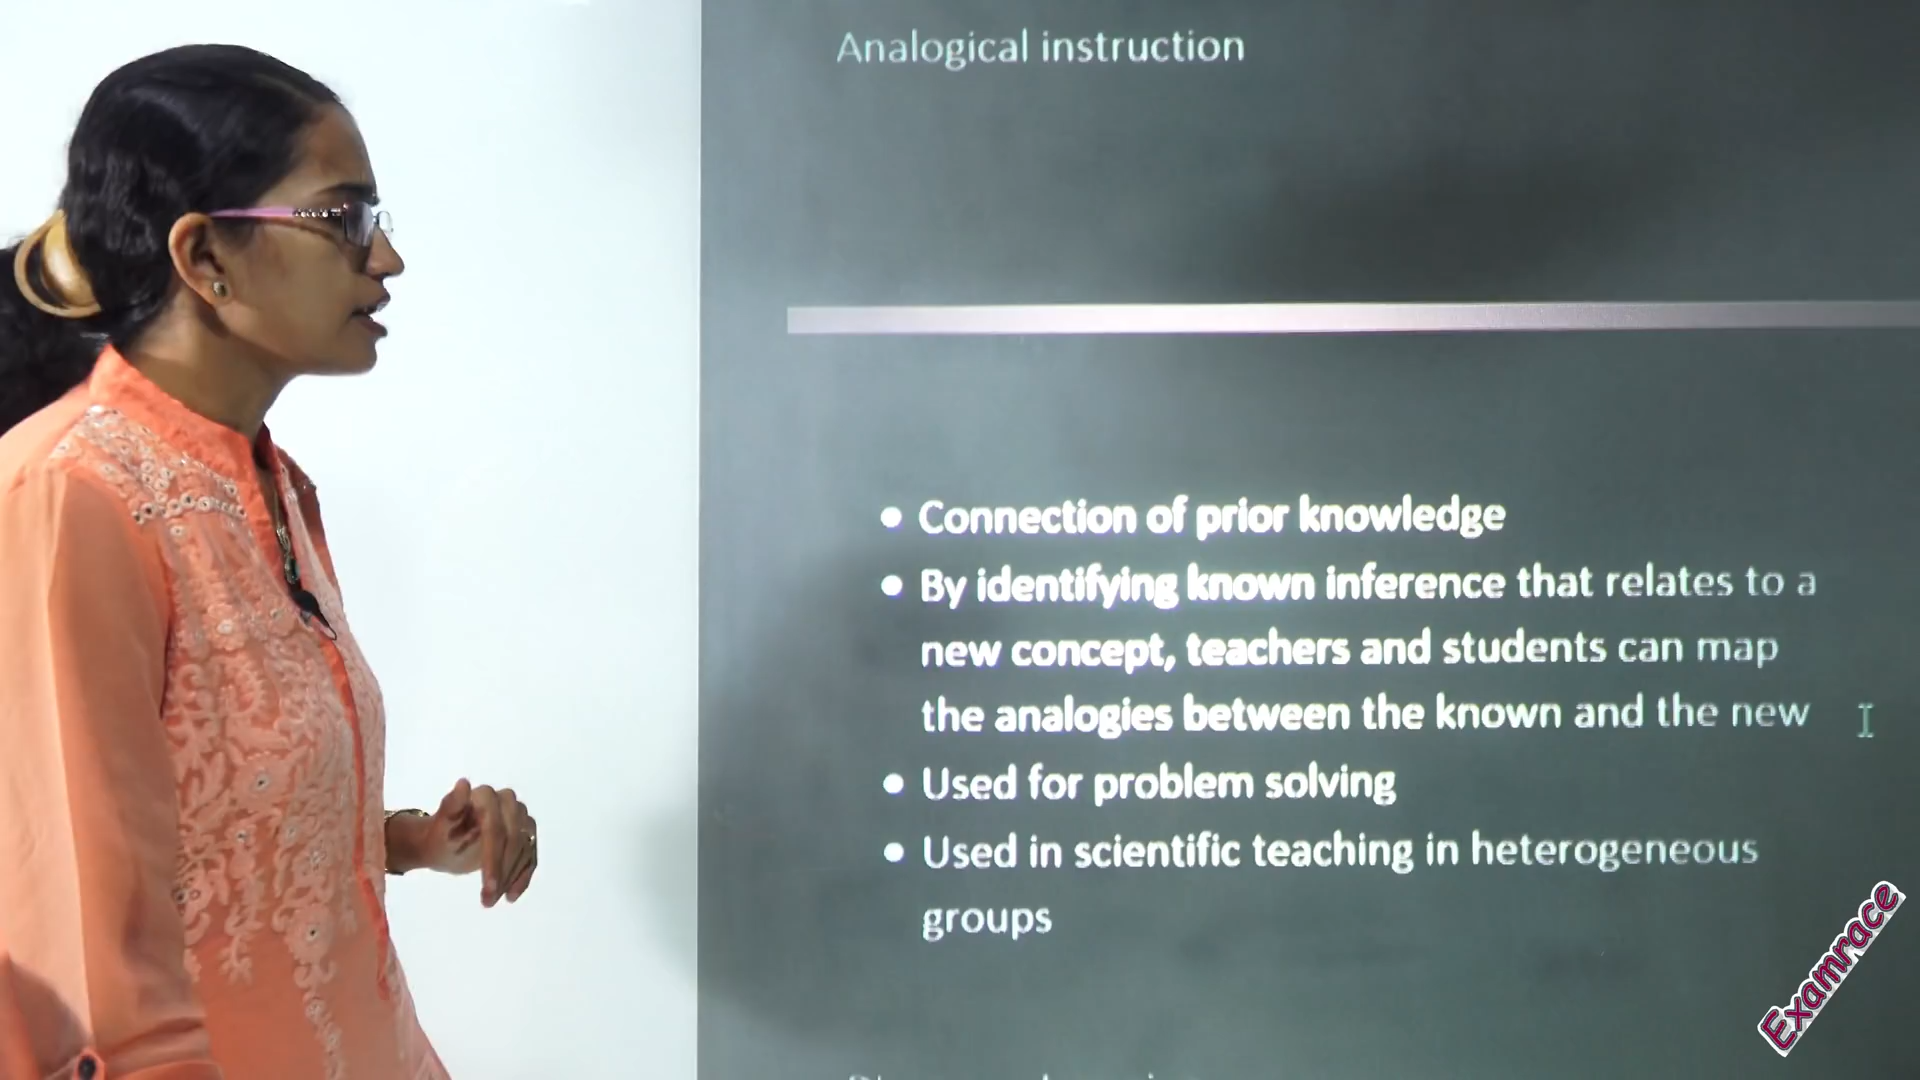 Analogical instruction
• Connection of prior knowledge
• By identifying known inference that relates to a
new concept, teachers and students can map
the analogies between the known and the new
• Used for problem solving
• Used in scientific teaching in heterogeneous
groups
Examrace